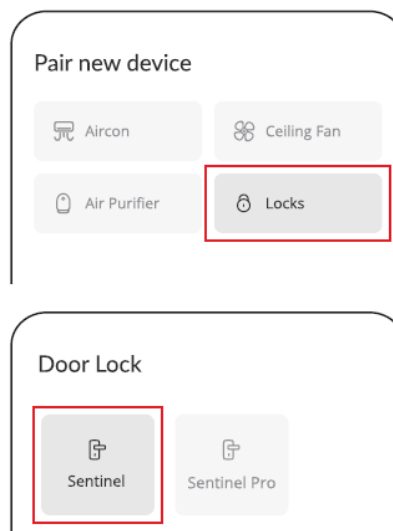 Pair new device
Aircon
Ceiling Fan
Air Purifier
Locks
Door Lock
Sentinel
Sentinel Pro